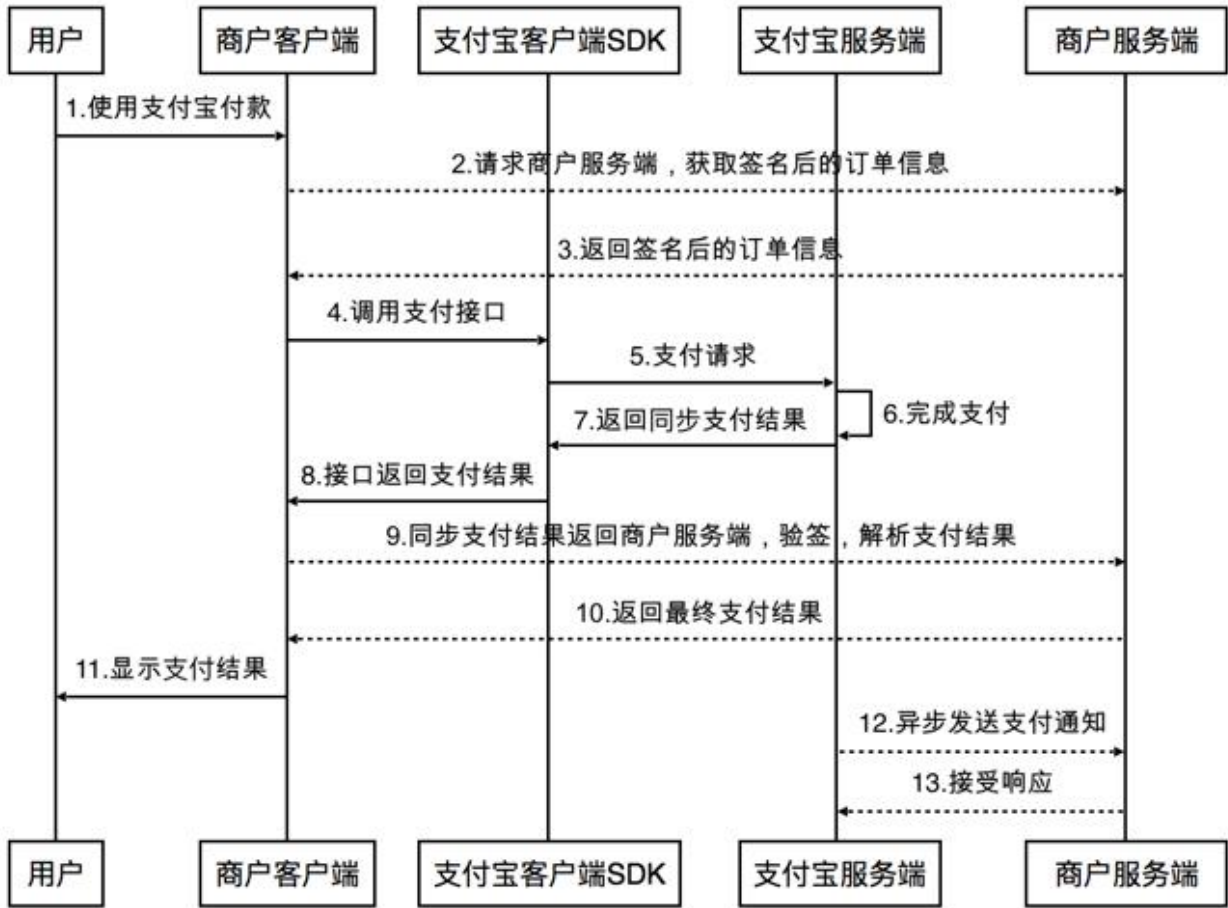 用户
商户客户端
支付宝客户端SDK
支付宝服务端
商户服务端
1.使用支付宝付款
2.请求商户服务端，获取签名后的订单信息
3.返回签名后的订单信息
4.调用支付接口
5.支付请求
6.完成支付
7.返回同步支付结果
8.接口返回支付结果
9.同步支付结果返回商户服务端，验签，解析支付结果
10.返回最终支付结果
11.显示支付结果
12.异步发送支付通知
13.接受响应
用户
商户客户端
支付宝客户端SDK
支付宝服务端
商户服务端